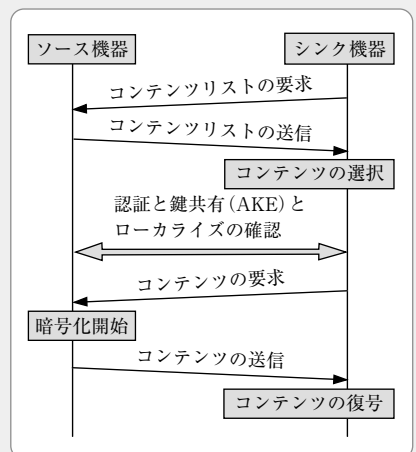 ソース機器
シンク機器
コンテンツリストの要求
コンテンツリストの送信
コンテンツの選択
認証と鍵共有(AKE)と
ローカライズの確認
コンテンツの要求
暗号化開始
コンテンツの送信
コンテンツの復号